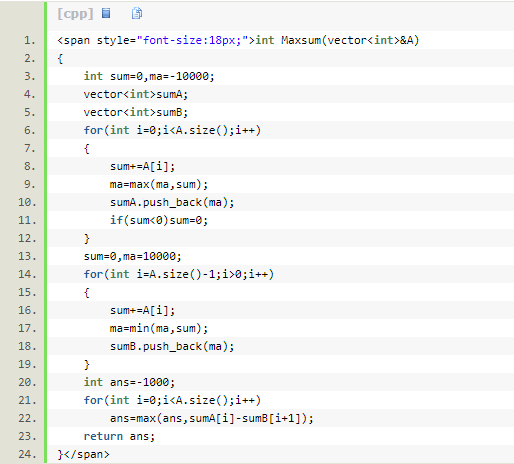 [cpp]
1. <span style="font-size:18px;">int Maxsum(vector<int>&A)
2. {
3.     int sum=0,ma=-10000;
4.     vector<int>sumA;
5.     vector<int>sumB;
6.     for(int i=0;i<A.size();i++)
7.     {
8.         sum+=A[i];
9.         ma=max(ma,sum);
10.         sumA.push_back(ma);
11.         if(sum<0)sum=0;
12.     }
13.     sum=0,ma=10000;
14.     for(int i=A.size()-1;i>0;i++)
15.     {
16.         sum+=A[i];
17.         ma=min(ma,sum);
18.         sumB.push_back(ma);
19.     }
20.     int ans=-1000;
21.     for(int i=0;i<A.size();i++)
22.         ans=max(ans,sumA[i]-sumB[i+1]);
23.     return ans;
24. }</span>